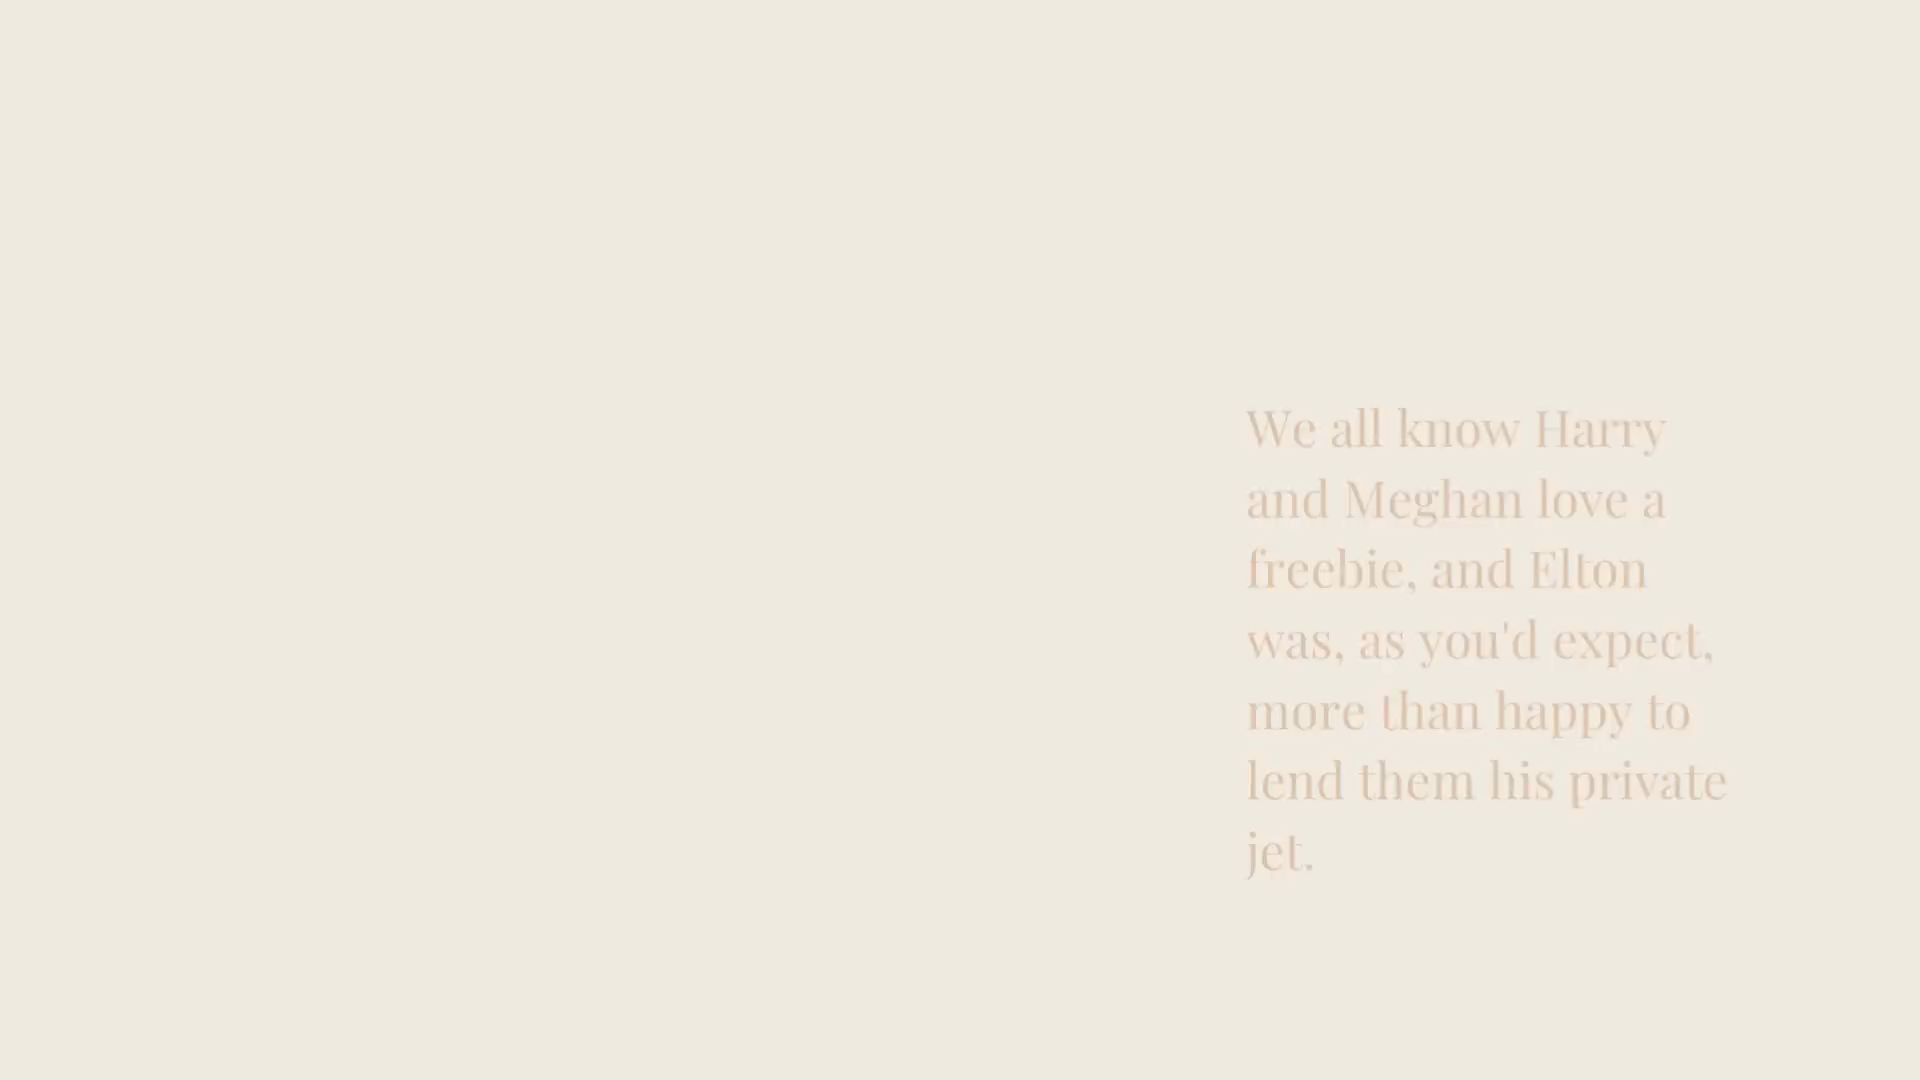 We all know Harry
and Meghan love a
freebie, and Elton
was, as you'd expect,
more than happy to
lend them his private
jet.